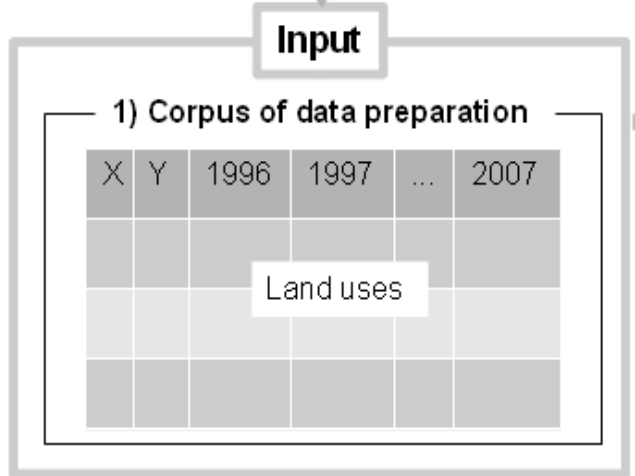 Input
1) Corpus of data preparation
X Y 1996 1997 ... 2007
Land uses